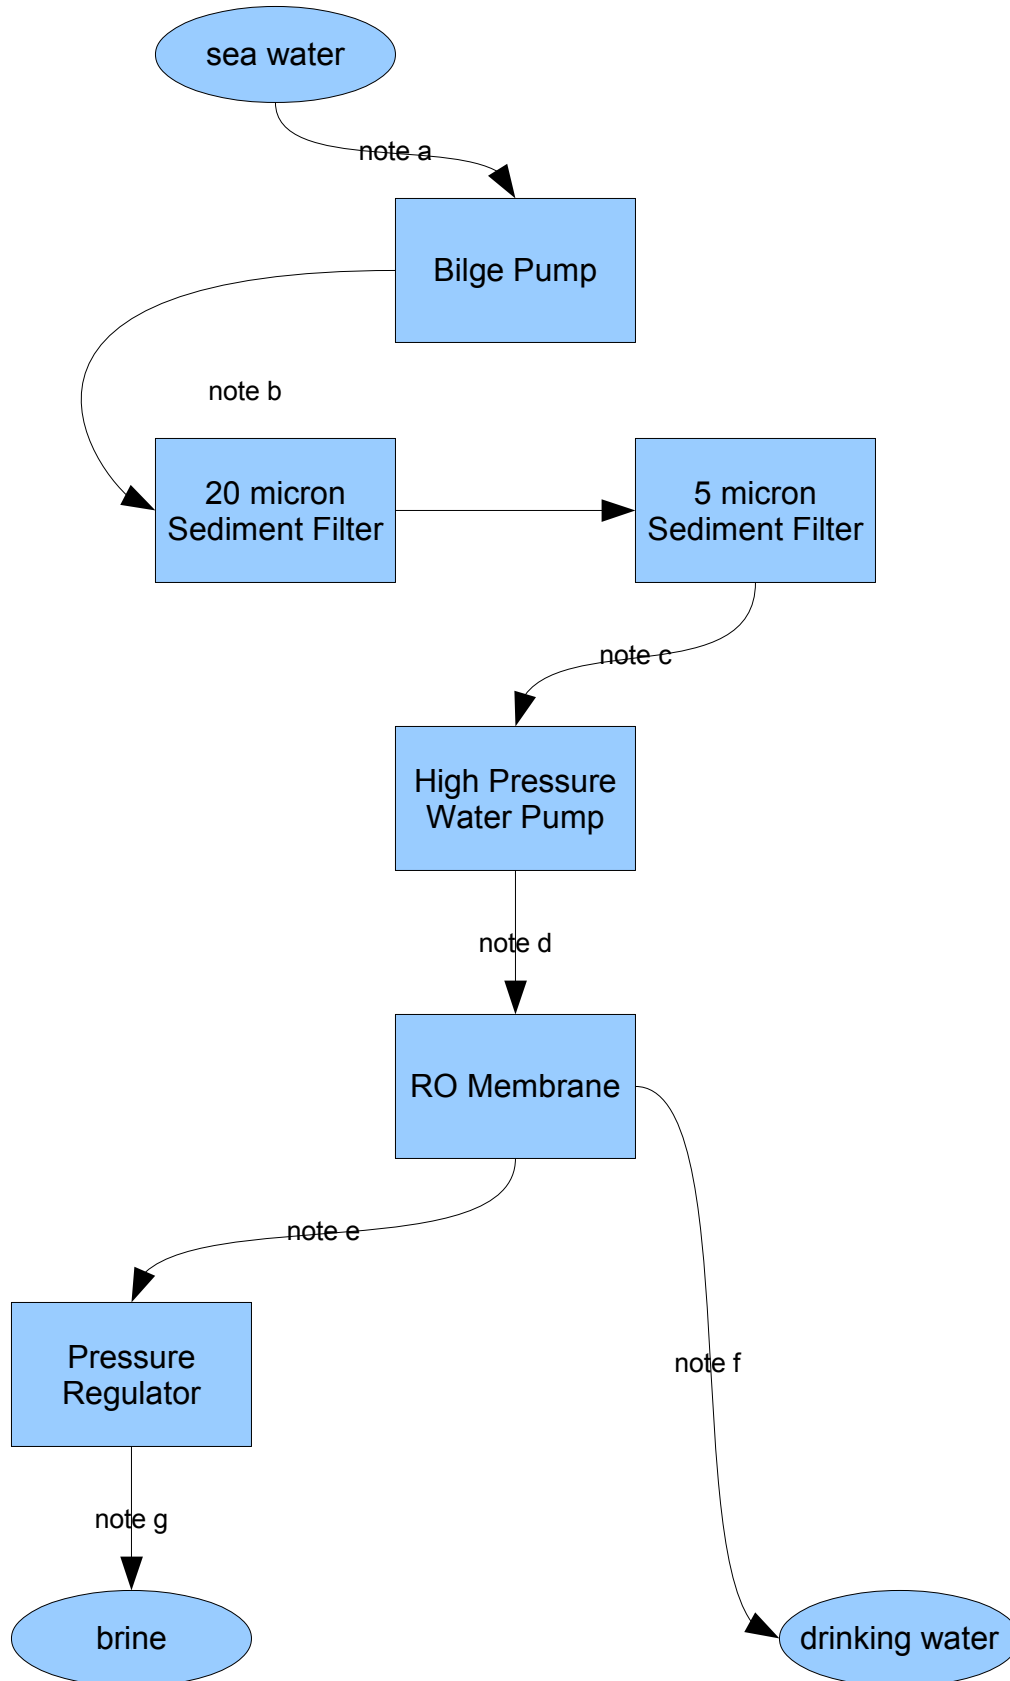 sea water
note a
Bilge Pump
note b
20 micron
Sediment Filter
5 micron
Sediment Filter
note c
High Pressure
Water Pump
note d
RO Membrane
note e
Pressure
Regulator
note f
note g
brine
drinking water